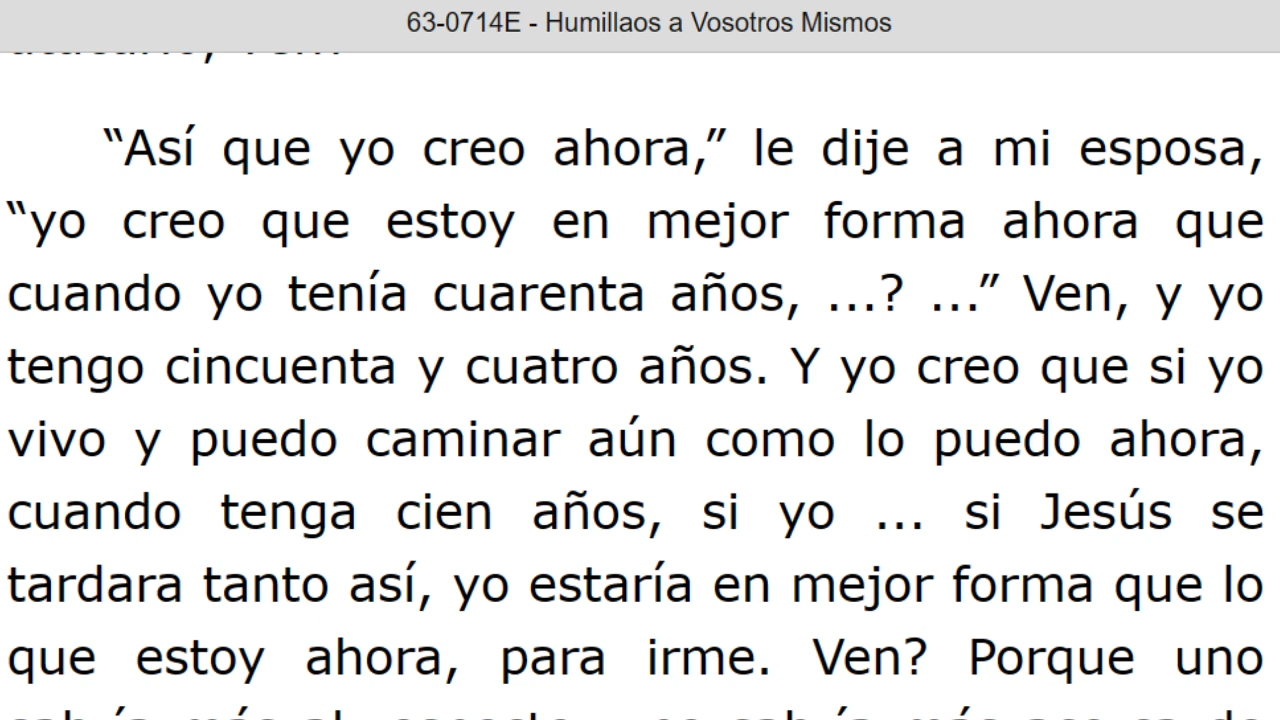 63-0714E - Humillaos a Vosotros Mismos
“Así que yo creo ahora,” le dije a mi esposa,
“yo creo que estoy en mejor forma ahora que
cuando yo tenía cuarenta años, ...? ...” Ven, y yo
tengo cincuenta y cuatro años. Y yo creo que si yo
vivo y puedo caminar aún como lo puedo ahora,
cuando tenga cien años, si yo ... si Jesús se
tardara tanto así, yo estaría en mejor forma que lo
que estoy ahora, para irme. Ven? Porque uno